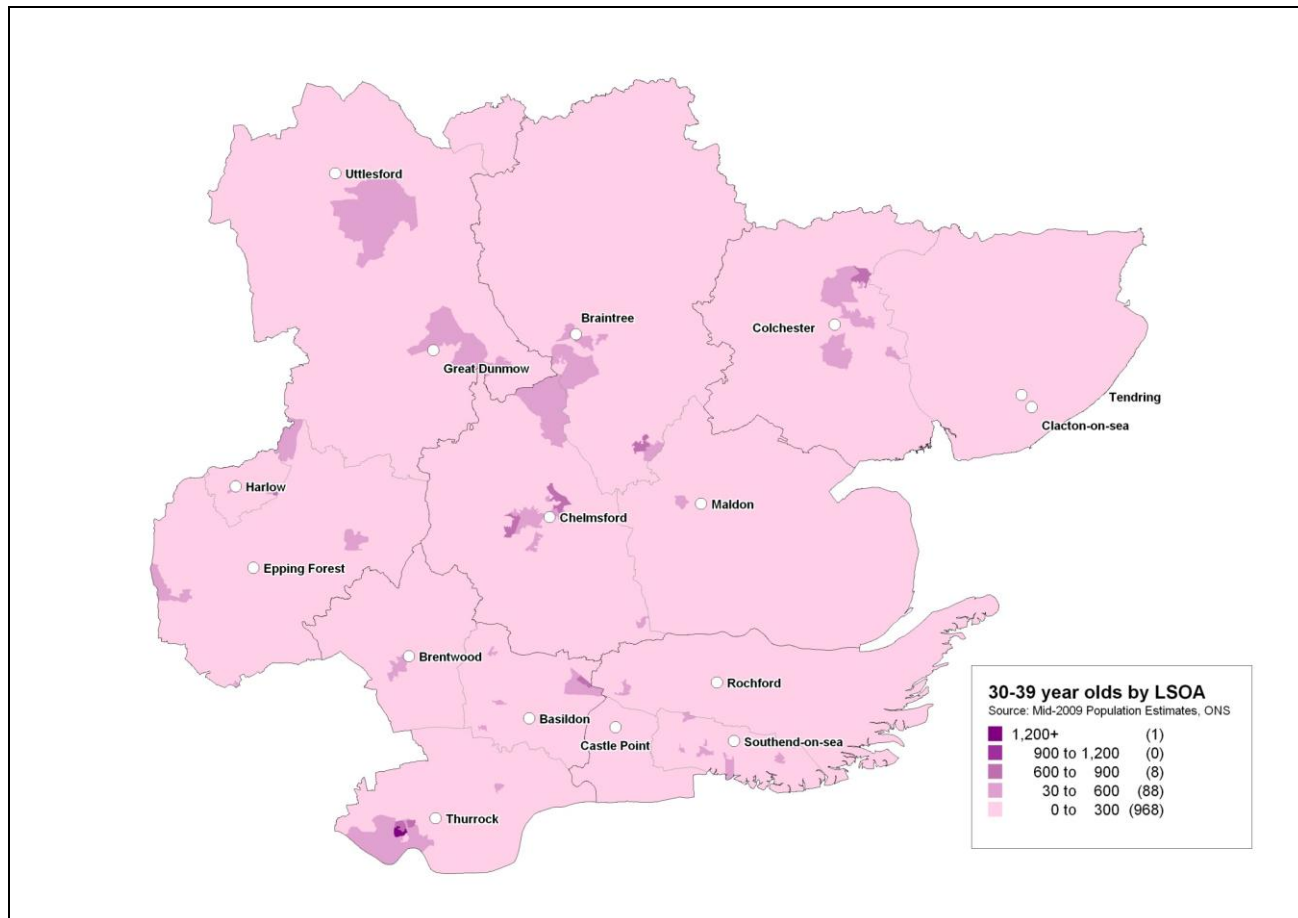 Uttlesford
Braintree
Colchester
Great Dunmow
Tendring
Clacton-on-sea
Harlow
Maldon
Chelmsford
Epping Forest
Brentwood
Rochford
Basildon
Castle Point
Southend-on-sea
Thurrock
30-39 year olds by LSOA
Source: Mid-2009 Population Estimates, ONS
1,200+ (1)
900 to 1,200 (0)
600 to 900 (8)
30 to 600 (88)
0 to 300 (968)